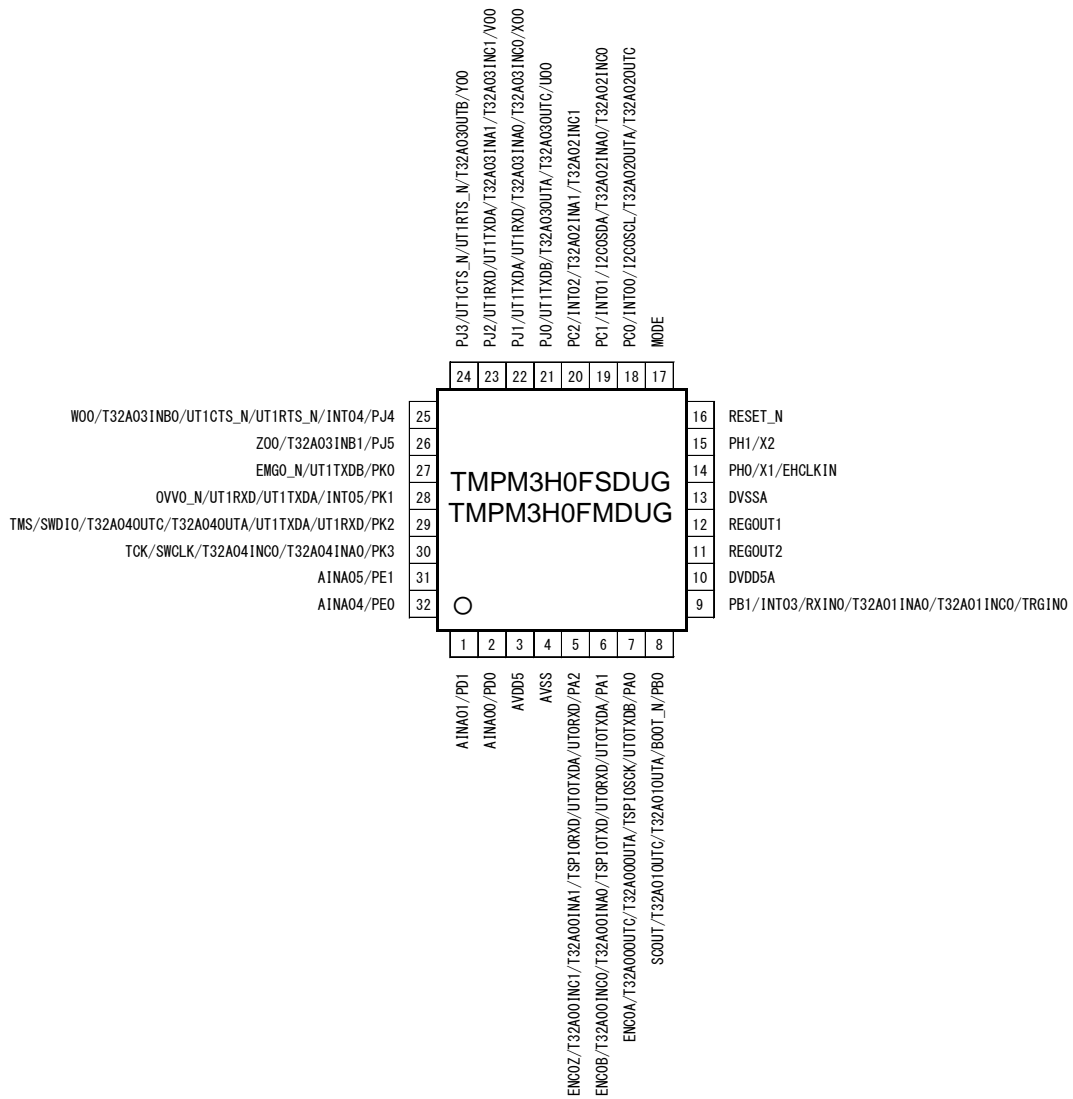 PJ3/UT1CTS_N/UT1RTS_N/T32A03OUTB/YO0
PJ2/UT1RXD/UT1TXDA/T32A03INA1/T32A03INC1/VO0
PJ1/UT1TXDA/UT1RXD/T32A03INA0/T32A03INC0/XO0
PJ0/UT1TXDB/T32A03OUTA/T32A03OUTC/UO0
PC2/INT02/T32A02INA1/T32A02INC1
PC1/INT01/I2C0SDA/T32A02INA0/T32A02INC0
PC0/INT00/I2C0SCL/T32A02OUTA/T32A02OUTC
MODE
24 23 22 21 20 19 18 17
WO0/T32A03INB0/UT1CTS_N/UT1RTS_N/INT04/PJ4 25
ZO0/T32A03INB1/PJ5 26
EMG0_N/UT1TXDB/PK0 27
OVV0_N/UT1RXD/UT1TXDA/INT05/PK1 28
TMS/SWDIO/T32A04OUTC/T32A04OUTA/UT1TXDA/UT1RXD/PK2 29
TCK/SWCLK/T32A04INC0/T32A04INA0/PK3 30
AINA05/PE1 31
AINA04/PE0 32
TMPM3H0FSDUG
TMPM3H0FMDUG
16 RESET_N
15 PH1/X2
14 PH0/X1/EHCLKIN
13 DVSSA
12 REGOUT1
11 REGOUT2
10 DVDD5A
9 PB1/INT03/RXIN0/T32A01INA0/T32A01INC0/TRGIN0
1 2 3 4 5 6 7 8
AINA01/PD1
AINA00/PD0
AVDD5
AVSS
ENC0Z/T32A00INC1/T32A00INA1/TSPI0RXD/UT0TXDA/UT0RXD/PA2
ENC0B/T32A00INC0/T32A00INA0/TSPI0TXD/UT0RXD/UT0TXDA/PA1
ENC0A/T32A00OUTC/T32A00OUTA/TSPI0SCK/UT0TXDB/PA0
SCOUT/T32A01OUTC/T32A01OUTA/BOOT_N/PB0